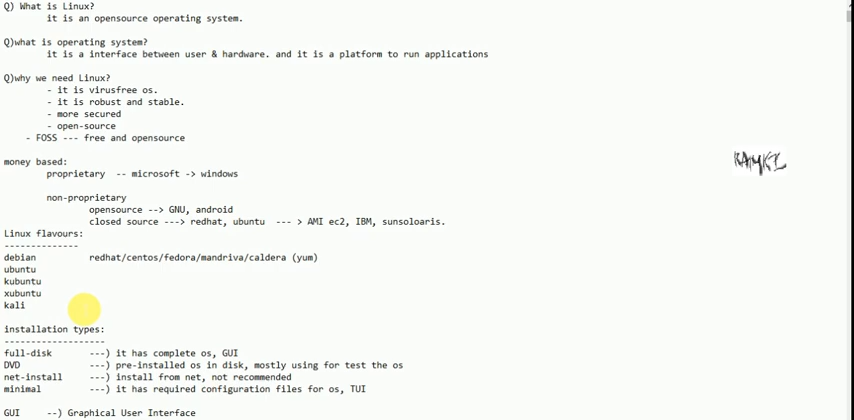 Q) What is Linux?
it is an opensource operating system.
Q)what is operating system?
it is a interface between user & hardware. and it is a platform to run applications
Q)why we need Linux?
- it is virusfree os.
- it is robust and stable.
- more secured
- open-source
- FOSS --- free and opensource
money based:
proprietary -- microsoft -> windows
non-proprietary
opensource --> GNU, android
closed source ---> redhat, ubuntu --- > AMI ec2, IBM, sunsoloaris.
Linux flavours:
--------------
debian redhat/centos/fedora/mandriva/caldera (yum)
ubuntu
kubuntu
xubuntu
kali
installation types:
-------------------
full-disk ---) it has complete os, GUI
DVD ---) pre-installed os in disk, mostly using for test the os
net-install ---) install from net, not recommended
minimal ---) it has required configuration files for os, TUI
GUI --) Graphical User Interface